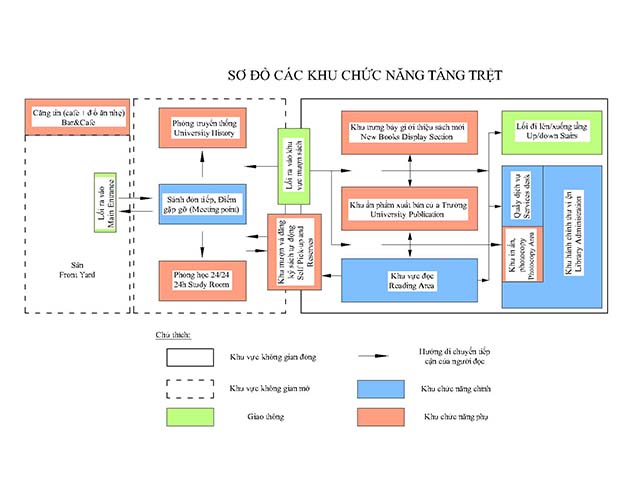 SƠ ĐỒ CÁC KHU CHỨC NĂNG TẦNG TRỆT
Căng tin (cafe + đồ ăn nhẹ)
Bar&Cafe
Phòng truyền thống
University History
Khu trưng bày giới thiệu sách mới
New Books Display Section
Lối đi lên/xuống tầng
Up/down Stairs
Lối ra vào khu
vực mượn sách
Lối ra vào
Main Entrance
Sảnh đón tiếp, Điểm
gặp gỡ (Meeting point)
Khu ấn phẩm xuất bản của Trường
University Publication
Quầy dịch vụ
Services desk
Khu hành chính thư viện
Library Administration
Sân
Front Yard
Phòng học 24/24
24h Study Room
Khu mượn và đăng
ký sách tự động
Self Pick-up and
Reserves
Khu vực đọc
Reading Area
Khu in ấn,
photocopy
Photocopy Area
Chú thích:
Khu vực không gian đóng
Hướng di chuyển tiếp
cận của người đọc
Khu vực không gian mở
Khu chức năng chính
Giao thông
Khu chức năng phụ